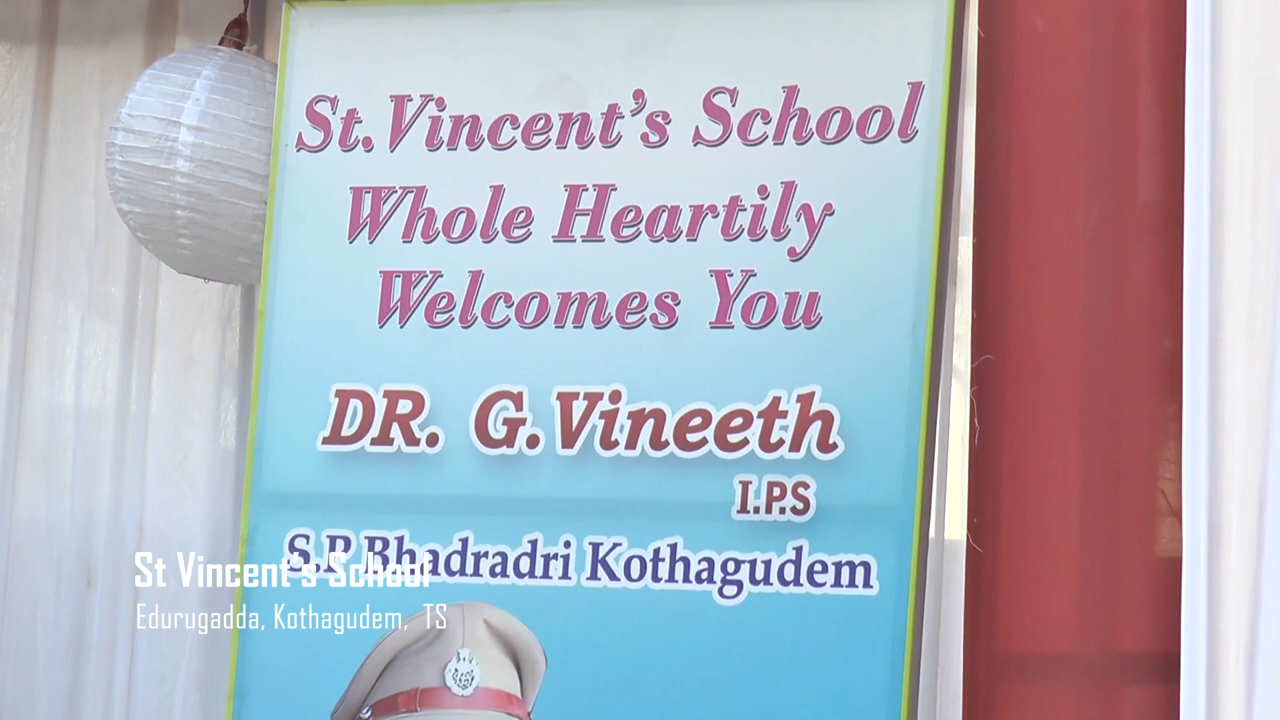 St. Vincent's School
Whole Heartily
Welcomes You
DR. G. Vineeth
I.P.S
S.P. Bhadradri Kothagudem
St Vincent's School
Edurugadda, Kothagudem, TS